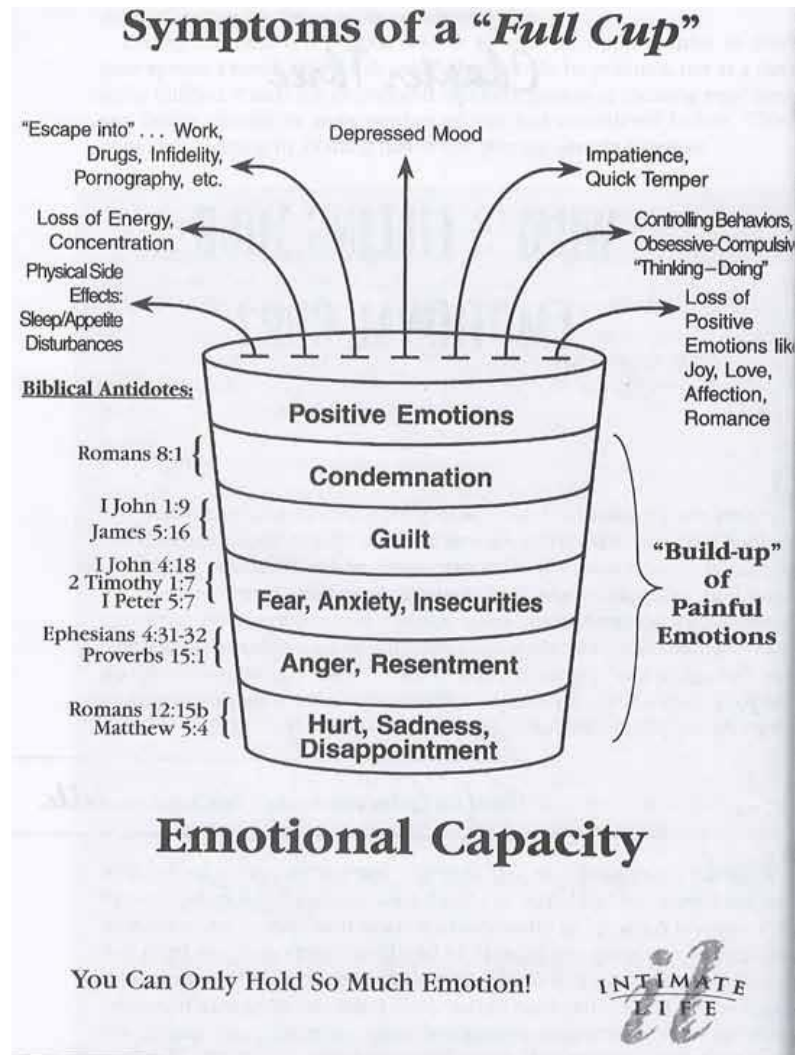 Symptoms of a “Full Cup”
“Escape into” . . . Work,
Drugs, Infidelity,
Pornography, etc.
Depressed Mood
Impatience,
Quick Temper
Loss of Energy,
Concentration
Controlling Behaviors,
Obsessive-Compulsiv
“Thinking–Doing”
Physical Side
Effects:
Sleep/Appetite
Disturbances
Loss of
Positive
Emotions lik
Joy, Love,
Affection,
Romance
Biblical Antidotes:
Positive Emotions
Romans 8:1
Condemnation
I John 1:9
James 5:16
Guilt
I John 4:18
2 Timothy 1:7
I Peter 5:7
Fear, Anxiety, Insecurities
Ephesians 4:31-32
Proverbs 15:1
Anger, Resentment
Romans 12:15b
Matthew 5:4
Hurt, Sadness,
Disappointment
“Build-up”
of
Painful
Emotions
Emotional Capacity
You Can Only Hold So Much Emotion!
il
INTIMATE
LIFE